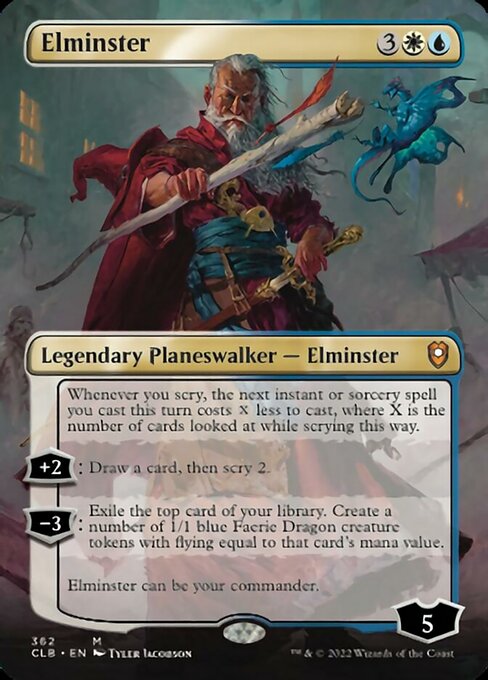 Elminster 3
Legendary Planeswalker — Elminster
Whenever you scry, the next instant or sorcery spell
you cast this turn costs X less to cast, where X is the
number of cards looked at while scrying this way.
+2 : Draw a card, then scry 2.
-3 : Exile the top card of your library. Create a
number of 1/1 blue Faerie Dragon creature
tokens with flying equal to that card's mana value.
Elminster can be your commander.
5
362 M
CLB • EN Tyler Jacobson
™ & © 2022 Wizards of the Coast